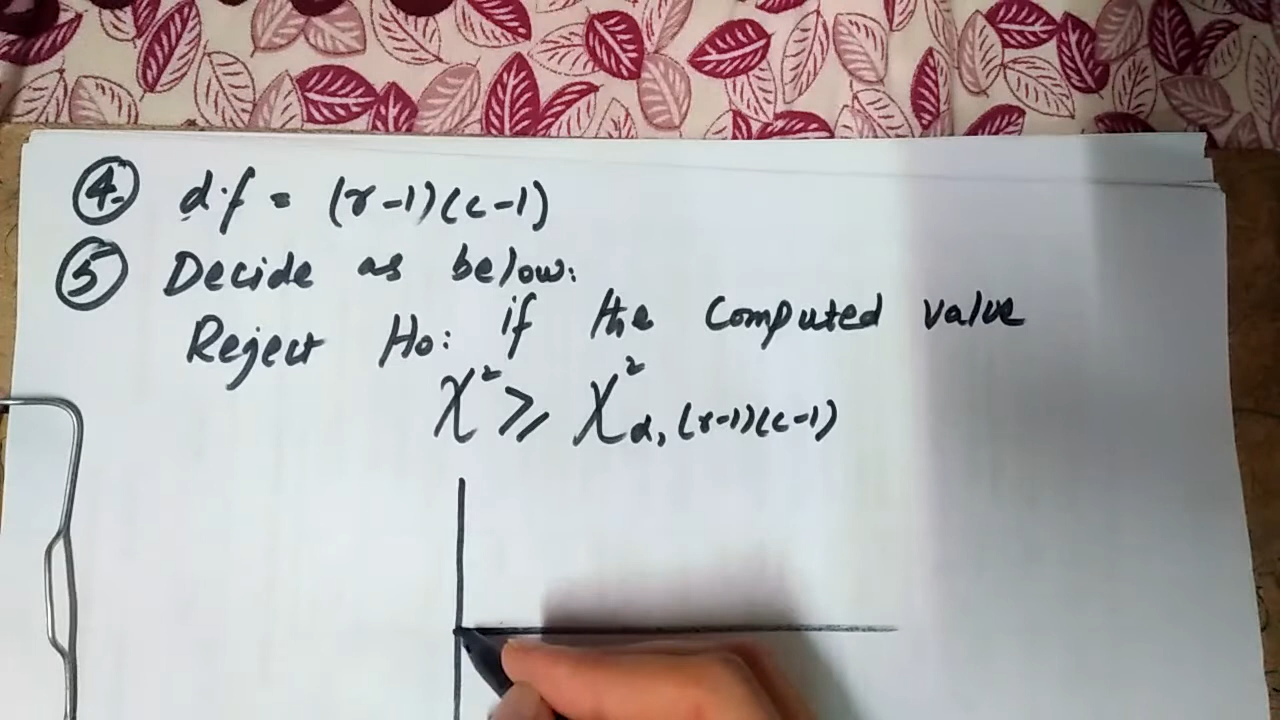 ④ d.f = (r-1)(c-1)
⑤ Decide as below:
Reject Ho: if the computed value
χ² ≥ χ²α, (r-1)(c-1)